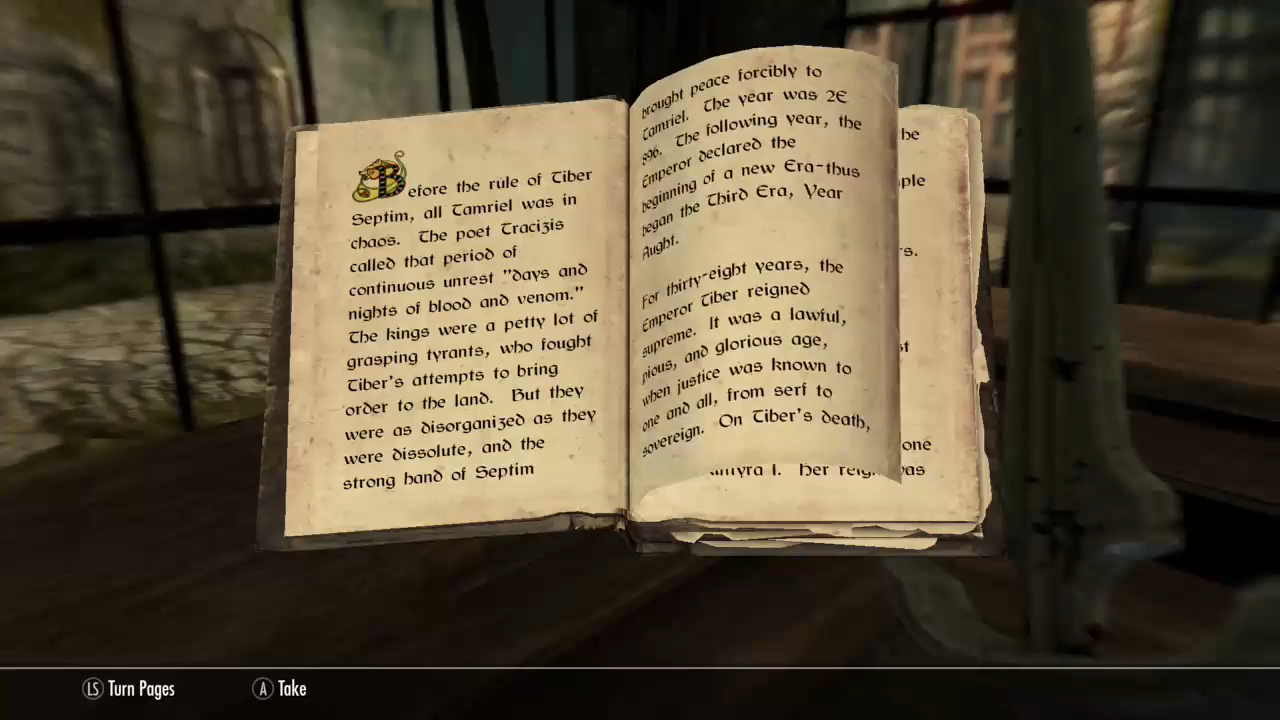 Before the rule of Tiber
Septim, all Tamriel was in
chaos. The poet Tracizis
called that period of
continuous unrest "days and
nights of blood and venom."
The kings were a petty lot of
grasping tyrants, who fought
Tiber's attempts to bring
order to the land. But they
were as disorganized as they
were dissolute, and the
strong hand of Septim
brought peace forcibly to
Tamriel. The year was 2E
896. The following year, the
Emperor declared the
beginning of a new Era-thus
began the Third Era, Year
Aught.
For thirty-eight years, the
Emperor Tiber reigned
supreme. It was a lawful,
pious, and glorious age,
when justice was known to
one and all, from serf to
sovereign. On Tiber's death,
one
I. Her
LS Turn Pages
A Take